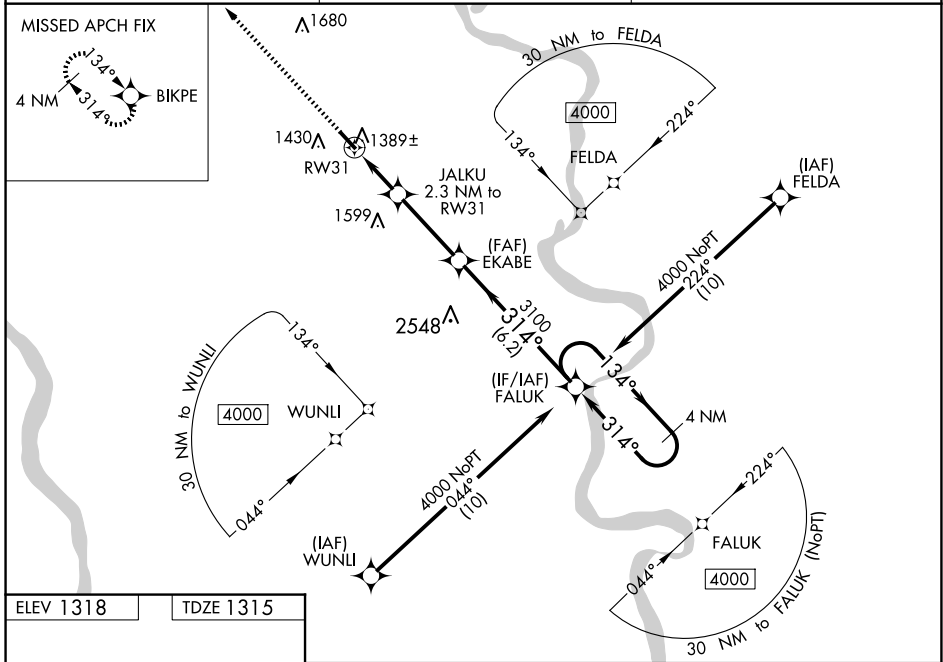 MISSED APCH FIX
134°
4 NM
314°
BIKPE
1680
1430
1389±
RW31
JALKU
2.3 NM to
RW31
1599
(FAF)
EKABE
2548
3100
314°
(6.2)
(IF/IAF)
FALUK
134°
314°
4 NM
30 NM to FELDA
4000
134°
224°
FELDA
(IAF)
FELDA
4000 NoPT
224°
(10)
30 NM to WUNLI
134°
4000
WUNLI
044°
4000 NoPT
044°
(10)
(IAF)
WUNLI
224°
FALUK
044°
4000
30 NM to FALUK (NoPT)
ELEV 1318
TDZE 1315